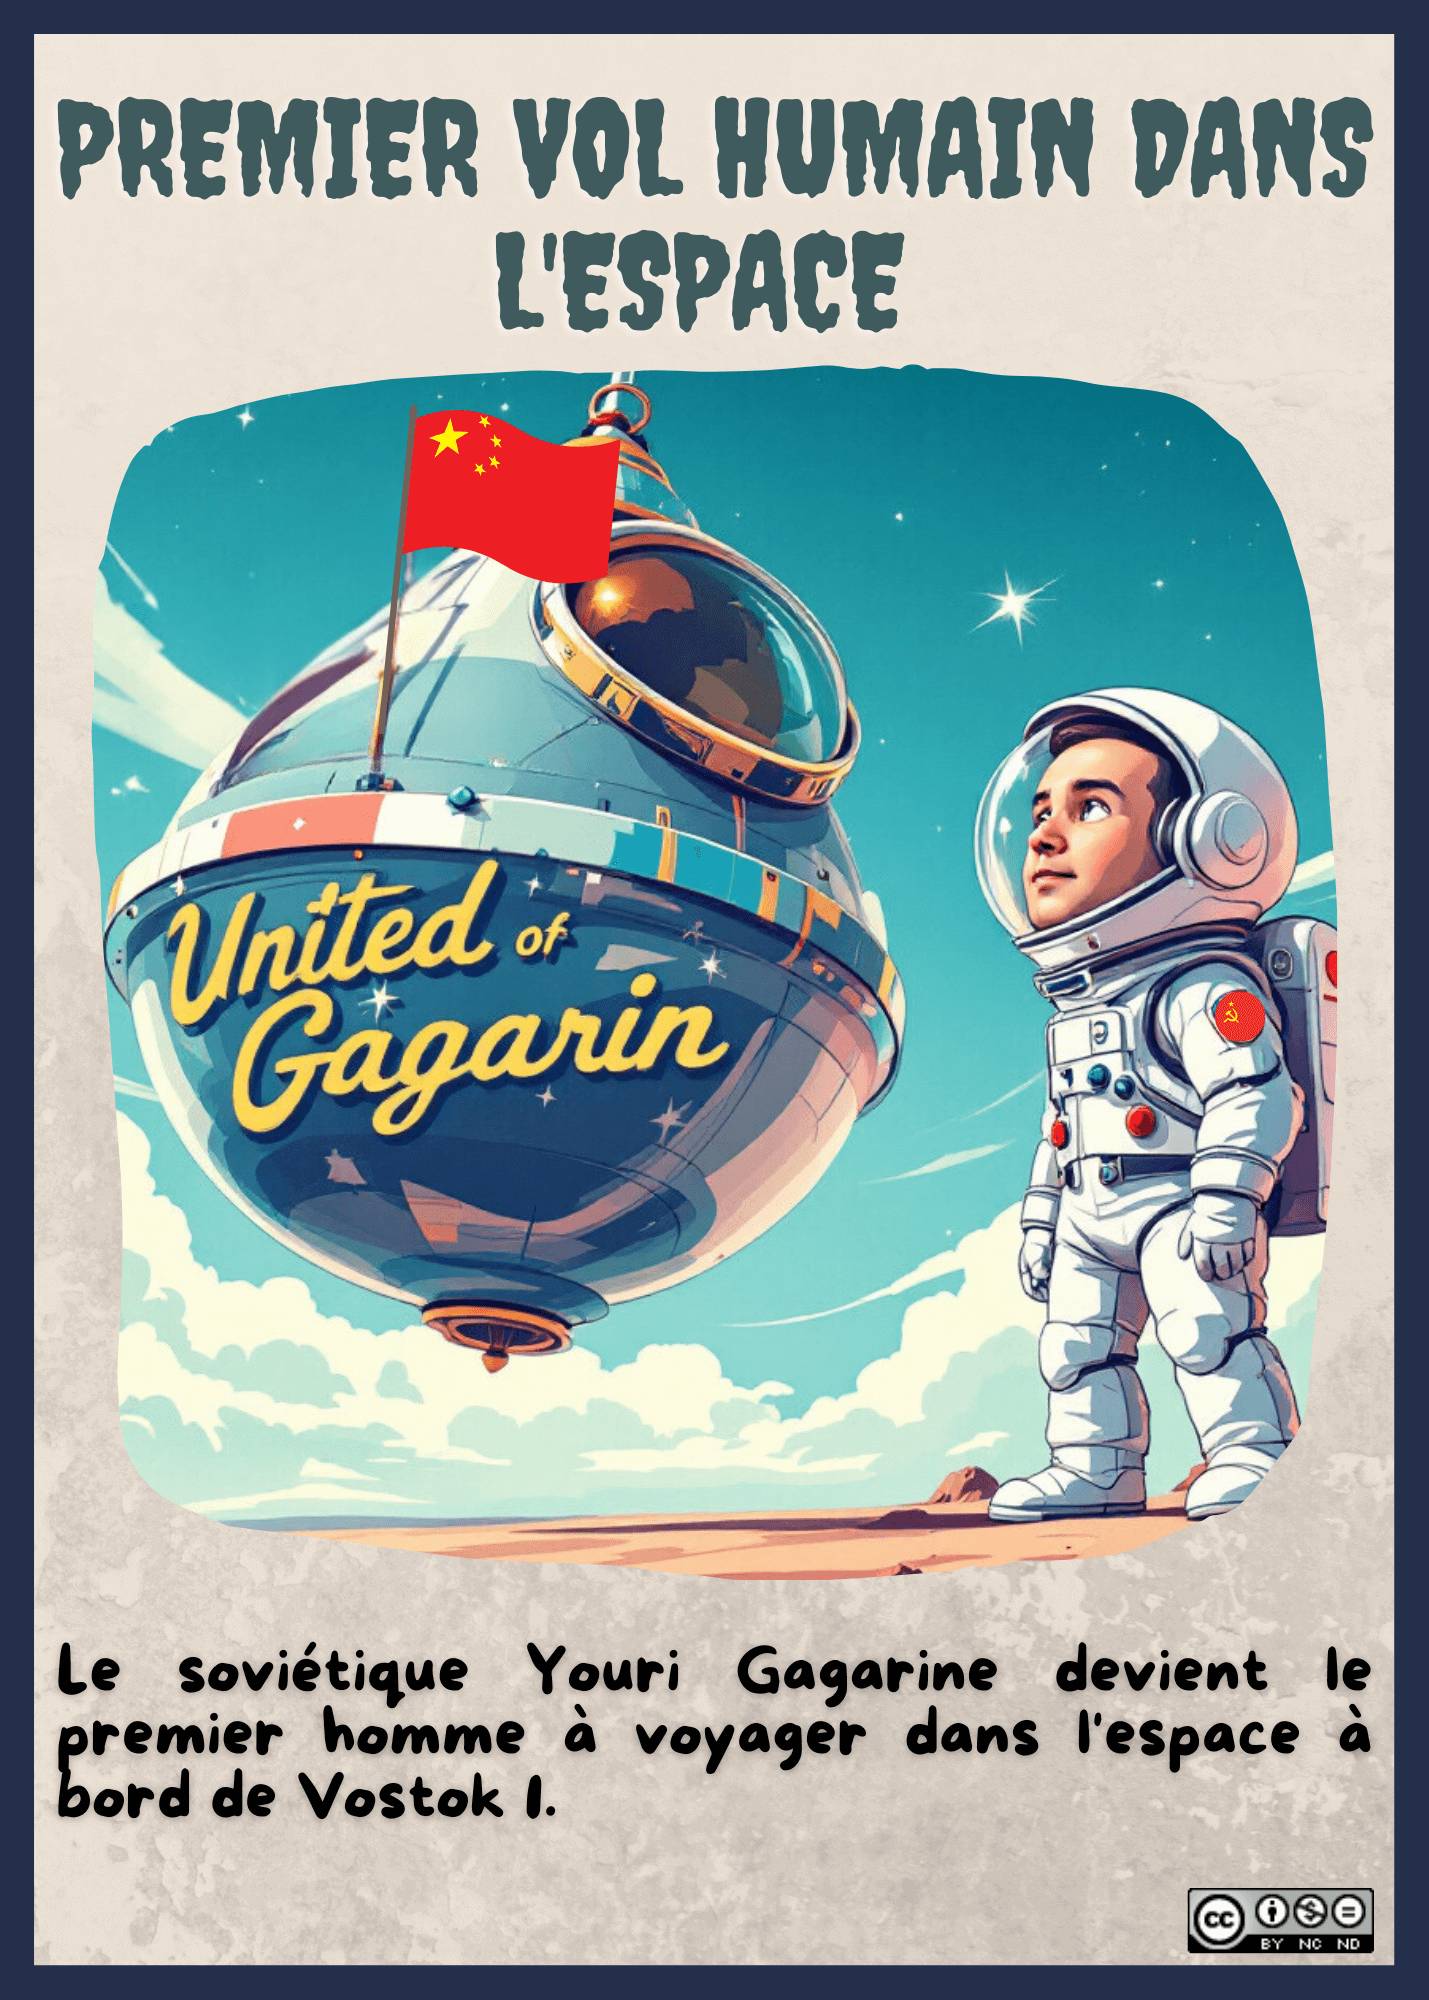 PREMIER VOL HUMAIN DANS
L'ESPACE
United of
Gagarin
Le soviétique Youri Gagarine devient le
premier homme à voyager dans l'espace à
bord de Vostok 1.
cc
BY NC ND